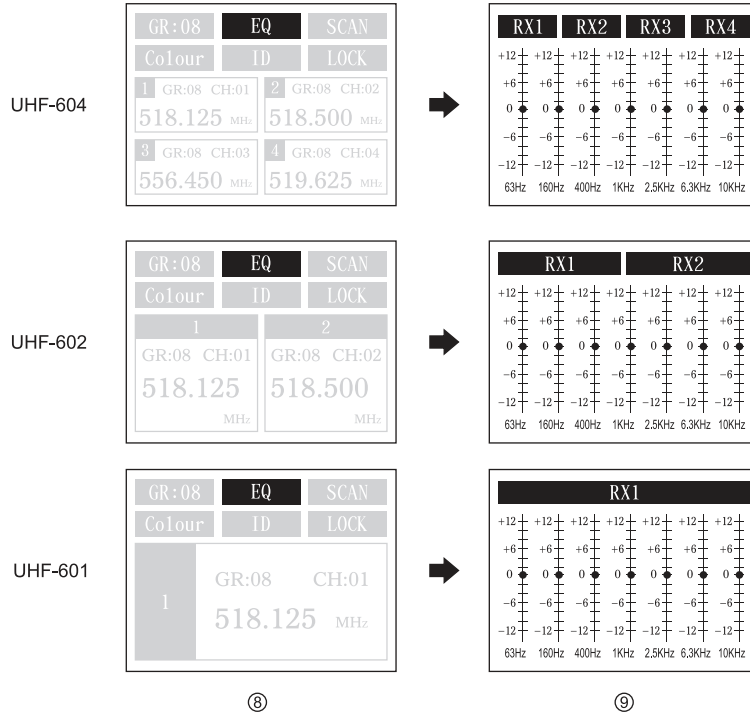 GR:08 EQ SCAN
Colour ID LOCK
1 GR:08 CH:01 2 GR:08 CH:02
518.125 MHz 518.500 MHz
3 GR:08 CH:03 4 GR:08 CH:04
556.450 MHz 519.625 MHz
UHF-604
RX1 RX2 RX3 RX4
+12 +12 +12 +12 +12 +12 +12
+6 +6 +6 +6 +6 +6 +6
0 0 0 0 0 0 0
-6 -6 -6 -6 -6 -6 -6
-12 -12 -12 -12 -12 -12 -12
63Hz 160Hz 400Hz 1KHz 2.5KHz 6.3KHz 10KHz
GR:08 EQ SCAN
Colour ID LOCK
1 2
GR:08 CH:01 GR:08 CH:02
518.125 518.500
MHz MHz
UHF-602
RX1 RX2
+12 +12 +12 +12 +12 +12 +12
+6 +6 +6 +6 +6 +6 +6
0 0 0 0 0 0 0
-6 -6 -6 -6 -6 -6 -6
-12 -12 -12 -12 -12 -12 -12
63Hz 160Hz 400Hz 1KHz 2.5KHz 6.3KHz 10KHz
GR:08 EQ SCAN
Colour ID LOCK
1 GR:08 CH:01
518.125 MHz
UHF-601
RX1
+12 +12 +12 +12 +12 +12 +12
+6 +6 +6 +6 +6 +6 +6
0 0 0 0 0 0 0
-6 -6 -6 -6 -6 -6 -6
-12 -12 -12 -12 -12 -12 -12
63Hz 160Hz 400Hz 1KHz 2.5KHz 6.3KHz 10KHz
⑧ ⑨